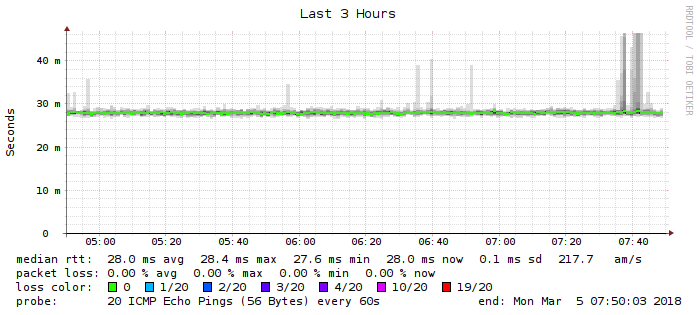 Last 3 Hours
RRDTOOL / TOBI OETIKER
Seconds
40 m
30 m
20 m
10 m
0
05:00 05:20 05:40 06:00 06:20 06:40 07:00 07:20 07:40
median rtt: 28.0 ms avg 28.4 ms max 27.6 ms min 28.0 ms now 0.1 ms sd 217.7 am/s
packet loss: 0.00 % avg 0.00 % max 0.00 % min 0.00 % now
loss color: 0 1/20 2/20 3/20 4/20 10/20 19/20
probe: 20 ICMP Echo Pings (56 Bytes) every 60s end: Mon Mar 5 07:50:03 2018